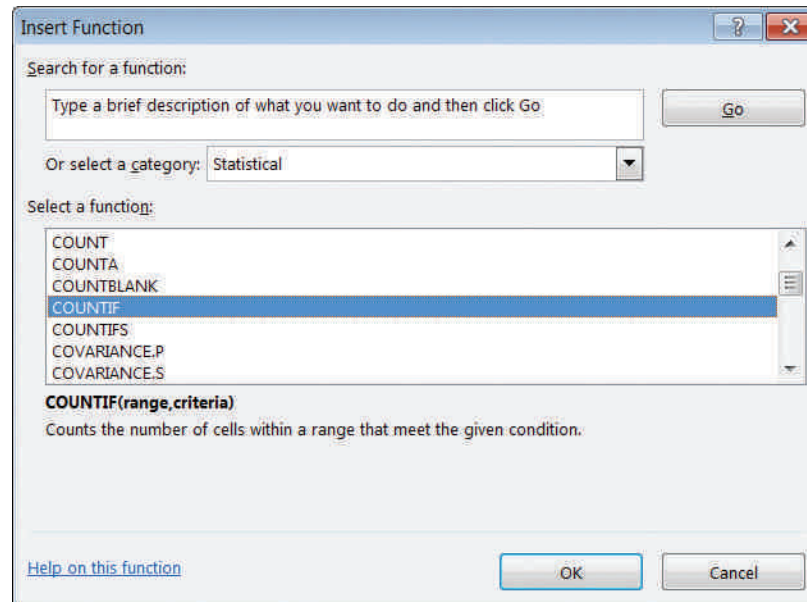 Insert Function
Search for a function:
Type a brief description of what you want to do and then click Go
Go
Or select a category: Statistical
Select a function:
COUNT
COUNTA
COUNTBLANK
COUNTIF
COUNTIFS
COVARIANCE.P
COVARIANCE.S
COUNTIF(range,criteria)
Counts the number of cells within a range that meet the given condition.
Help on this function
OK
Cancel